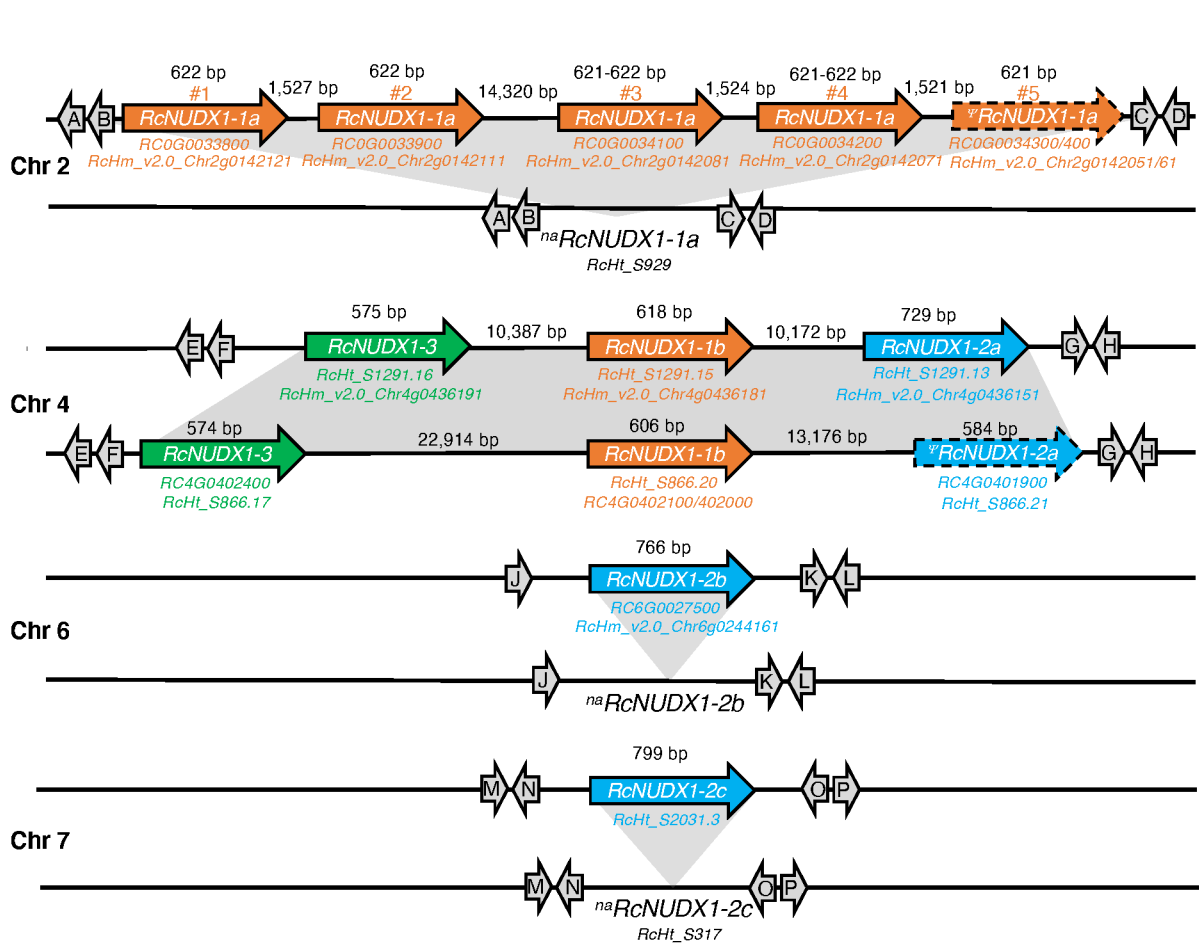 622 bp 622 bp 621-622 bp 621-622 bp 621 bp
#1 1,527 bp #2 14,320 bp #3 1,524 bp #4 1,521 bp #5
A B RcNUDX1-1a RcNUDX1-1a RcNUDX1-1a RcNUDX1-1a ΨRcNUDX1-1a C D
RC0G0033800 RC0G0033900 RC0G0034100 RC0G0034200 RC0G0034300/400
RcHm_v2.0_Chr2g0142121 RcHm_v2.0_Chr2g0142111 RcHm_v2.0_Chr2g0142081 RcHm_v2.0_Chr2g0142071 RcHm_v2.0_Chr2g0142051/61
Chr 2
A B C D
naRcNUDX1-1a
RcHt_S929
575 bp 10,387 bp 618 bp 10,172 bp 729 bp
E F RcNUDX1-3 RcNUDX1-1b RcNUDX1-2a G H
RcHt_S1291.16 RcHt_S1291.15 RcHt_S1291.13
RcHm_v2.0_Chr4g0436191 RcHm_v2.0_Chr4g0436181 RcHm_v2.0_Chr4g0436151
Chr 4
574 bp 22,914 bp 606 bp 13,176 bp 584 bp
E F RcNUDX1-3 RcNUDX1-1b ΨRcNUDX1-2a G H
RC4G0402400 RcHt_S866.20 RC4G0401900
RcHt_S866.17 RC4G0402100/402000 RcHt_S866.21
766 bp
J RcNUDX1-2b K L
RC6G0027500
RcHm_v2.0_Chr6g0244161
Chr 6
J K L
naRcNUDX1-2b
799 bp
M N RcNUDX1-2c O P
RcHt_S2031.3
Chr 7
M N O P
naRcNUDX1-2c
RcHt_S317